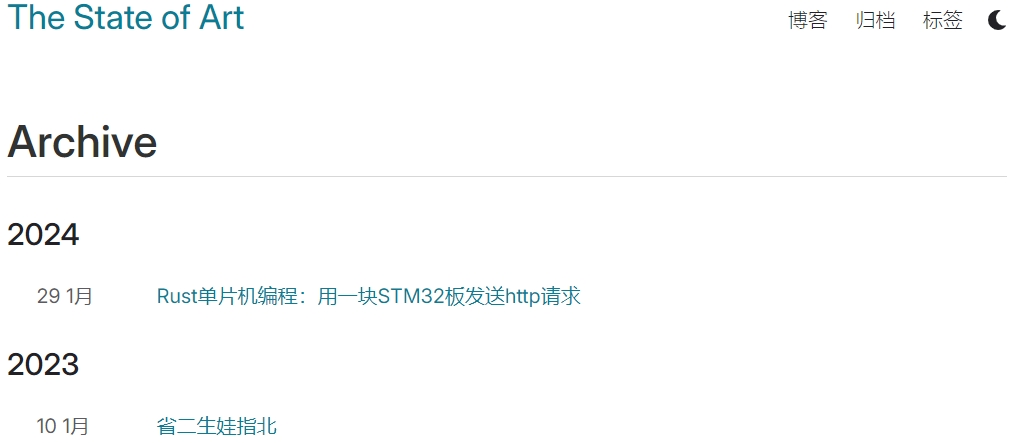 The State of Art
博客 归档 标签
Archive
2024
29 1月 Rust单片机编程：用一块STM32板发送http请求
2023
10 1月 省二生娃指北